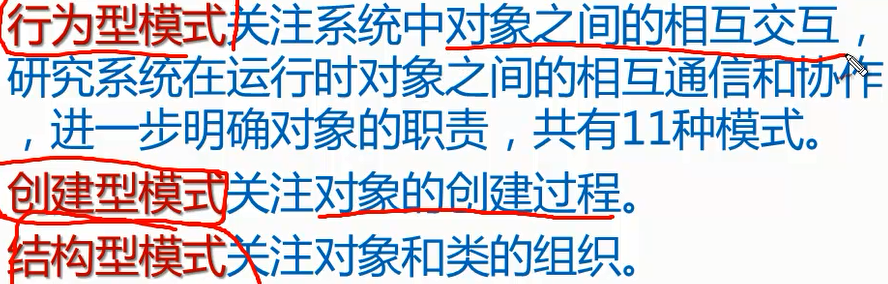 行为型模式关注系统中对象之间的相互交互，
研究系统在运行时对象之间的相互通信和协作
，进一步明确对象的职责，共有11种模式。
创建型模式关注对象的创建过程。
结构型模式关注对象和类的组织。